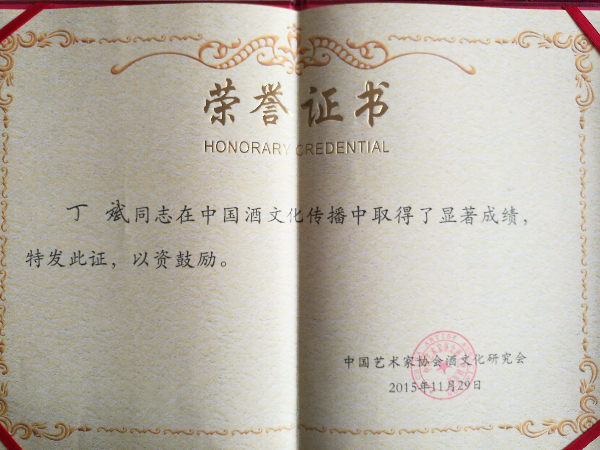 荣誉证书
HONORARY CREDENTIAL
丁 斌同志在中国酒文化传播中取得了显著成绩，
特发此证，以资鼓励。
中国艺术家协会酒文化研究会
2015年11月29日